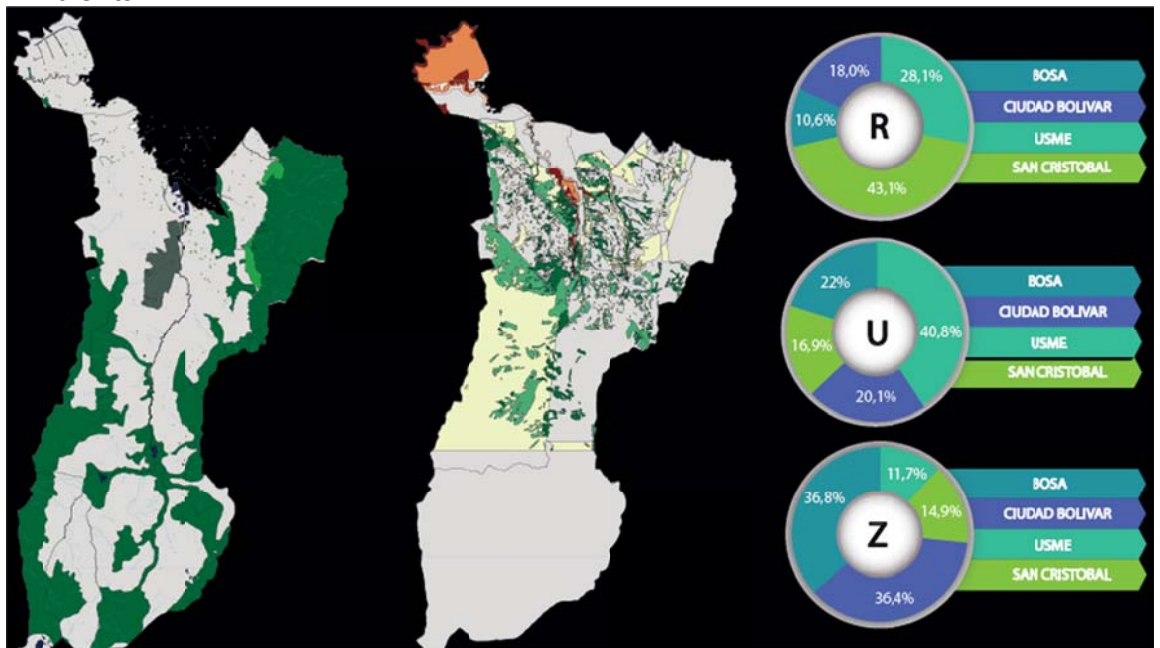 18,0%
28,1%
10,6%
R
43,1%
BOSA
CIUDAD BOLIVAR
USME
SAN CRISTOBAL
22%
40,8%
16,9%
U
20,1%
BOSA
CIUDAD BOLIVAR
USME
SAN CRISTOBAL
11,7%
36,8%
14,9%
Z
36,4%
BOSA
CIUDAD BOLIVAR
USME
SAN CRISTOBAL